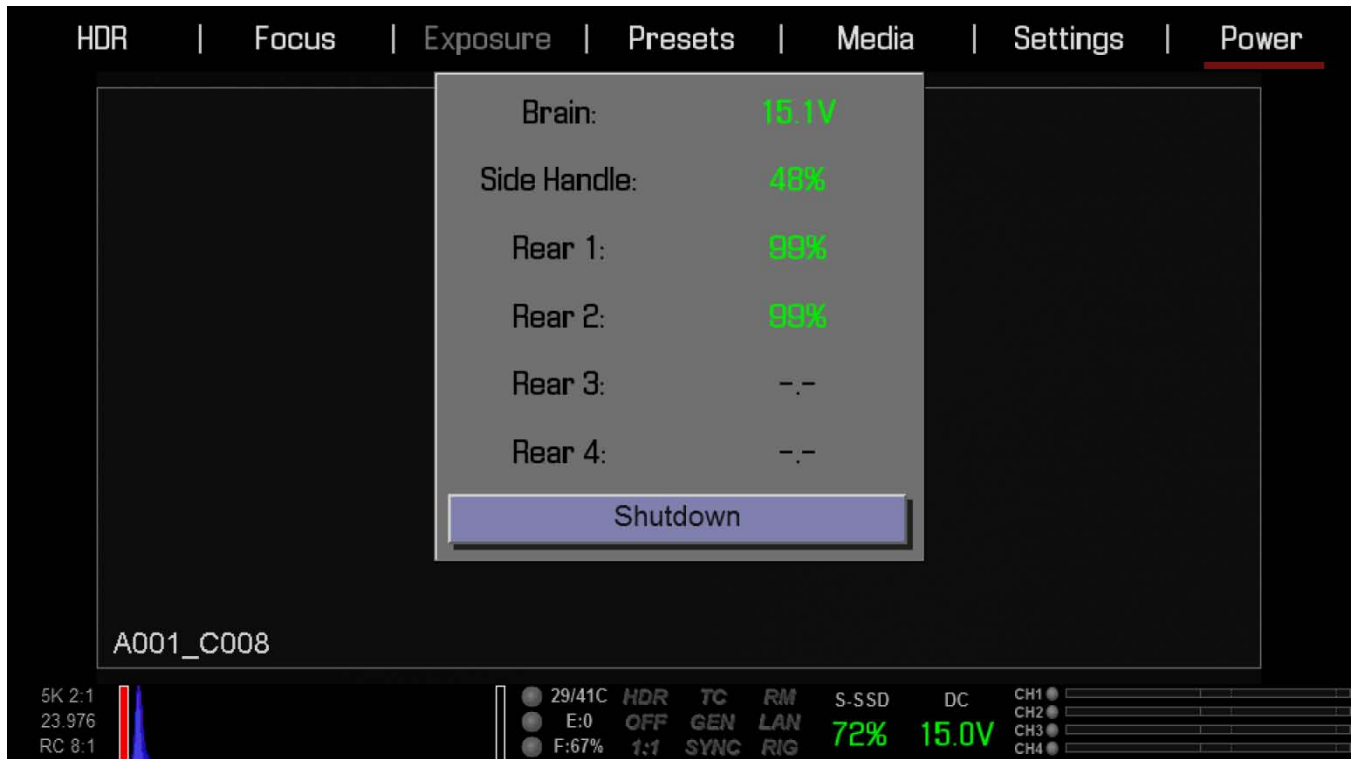 HDR | Focus | Exposure | Presets | Media | Settings | Power
Brain: 15.1V
Side Handle: 48%
Rear 1: 99%
Rear 2: 99%
Rear 3: -.-
Rear 4: -.-
Shutdown
A001_C008
5K 2:1
23.976
RC 8:1
29/41C
E:0
F:67%
HDR TC RM
OFF GEN LAN
1:1 SYNC RIG
S-SSD
72%
DC
15.0V
CH1
CH2
CH3
CH4